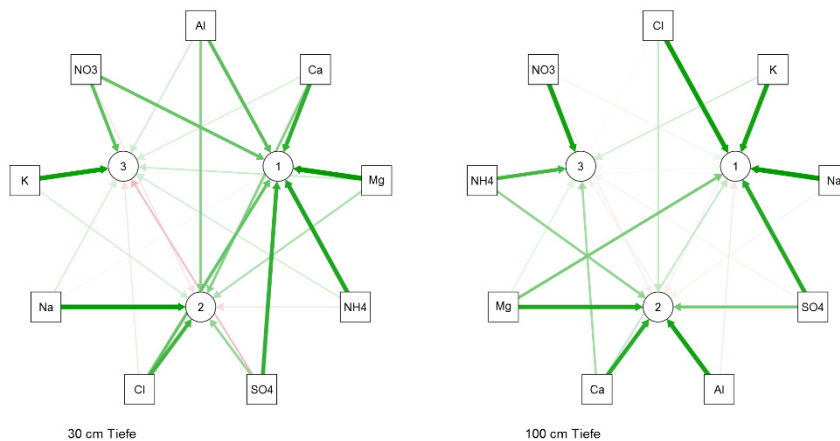 Al
Cl
NO3
Ca
NO3
K
3
1
3
1
K
Mg
NH4
Na
Na
2
NH4
Mg
2
SO4
Cl
SO4
Ca
Al
30 cm Tiefe
100 cm Tiefe